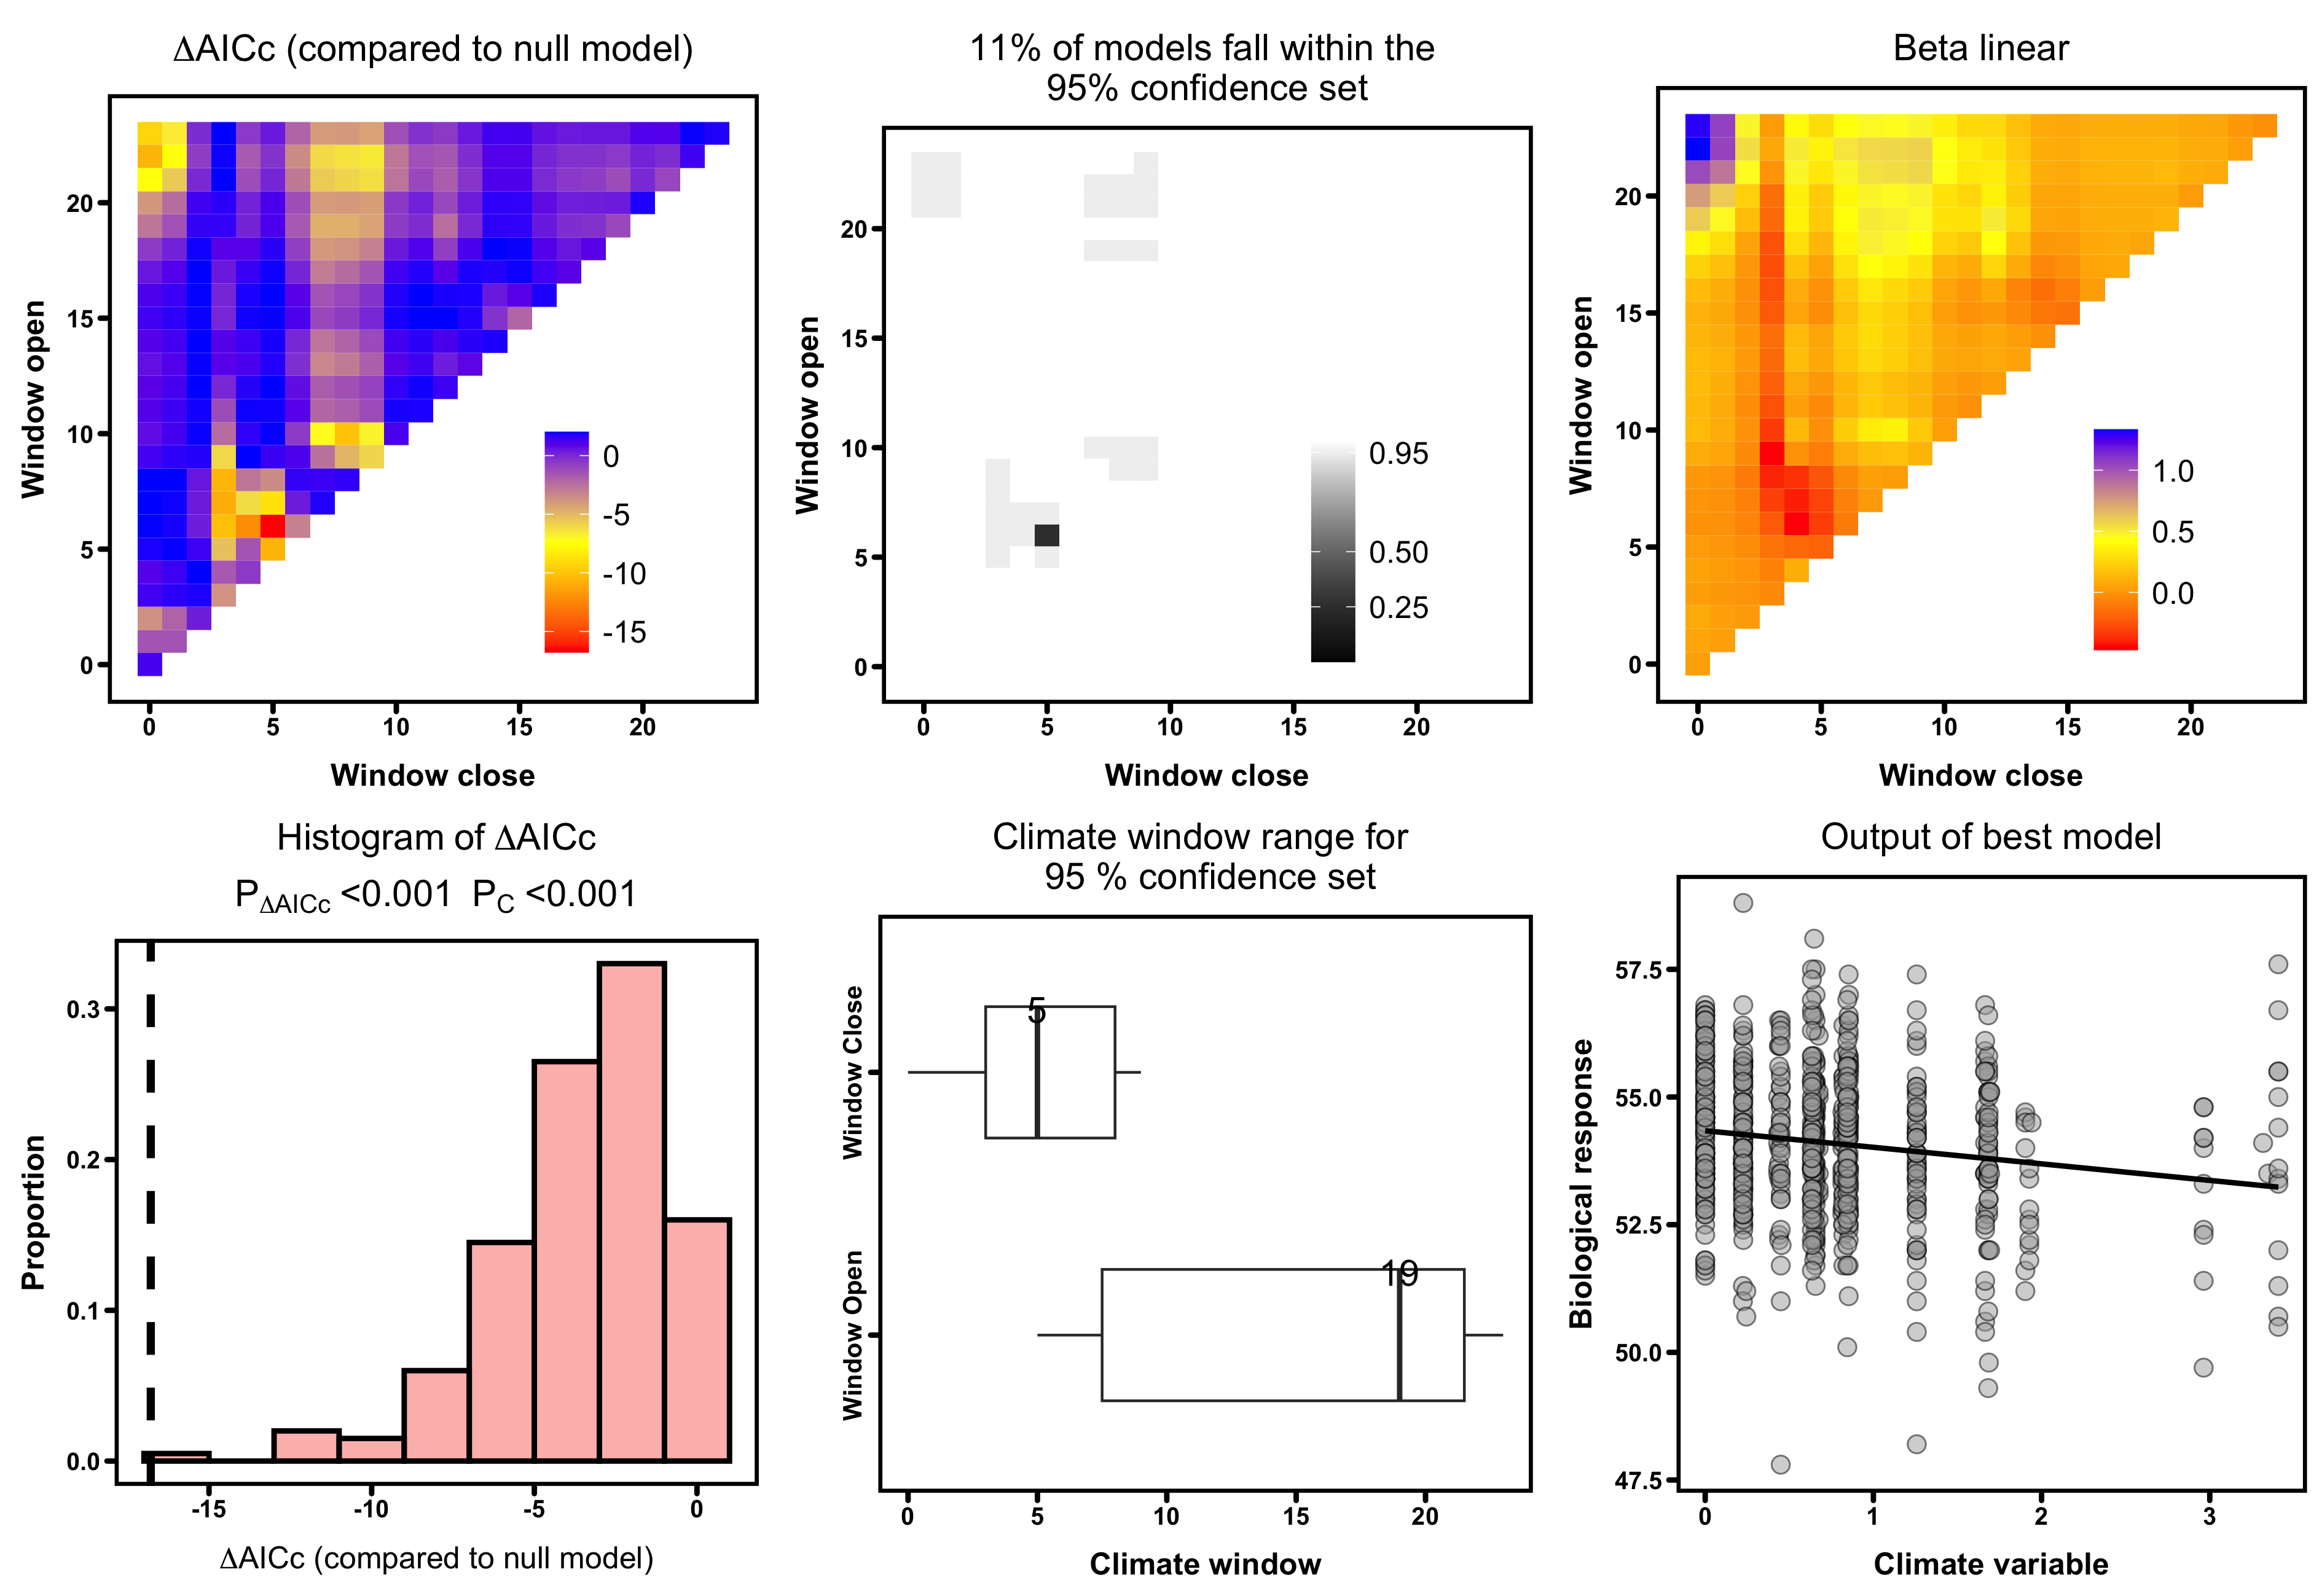 ΔAICc (compared to null model)
Window open
20
15
10
5
0
0
-5
-10
-15
0 5 10 15 20
Window close
11% of models fall within the
95% confidence set
Window open
20
15
10
5
0
0.95
0.50
0.25
0 5 10 15 20
Window close
Beta linear
Window open
20
15
10
5
0
1.0
0.5
0.0
0 5 10 15 20
Window close
Histogram of ΔAICc
PΔAICc <0.001 PC <0.001
Proportion
0.3
0.2
0.1
0.0
-15 -10 -5 0
ΔAICc (compared to null model)
Climate window range for
95 % confidence set
Window Close
5
Window Open
19
0 5 10 15 20
Climate window
Output of best model
Biological response
57.5
55.0
52.5
50.0
47.5
0 1 2 3
Climate variable